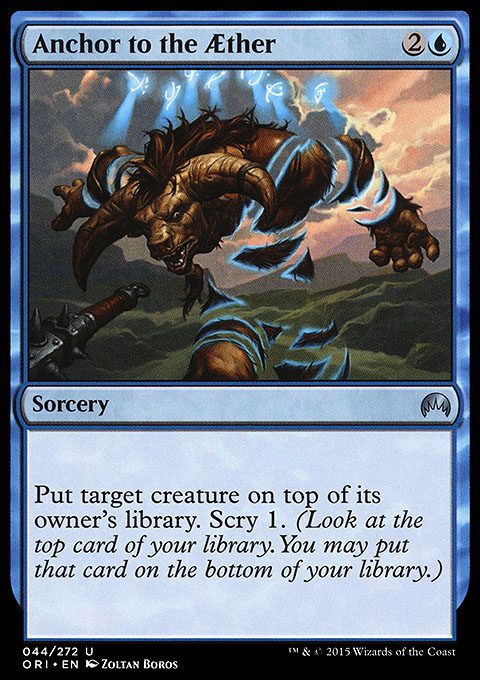 Anchor to the Æther 2
Sorcery
Put target creature on top of its
owner's library. Scry 1. (Look at the
top card of your library. You may put
that card on the bottom of your library.)
044/272 U
ORI • EN Zoltan Boros
™ & © 2015 Wizards of the Coast